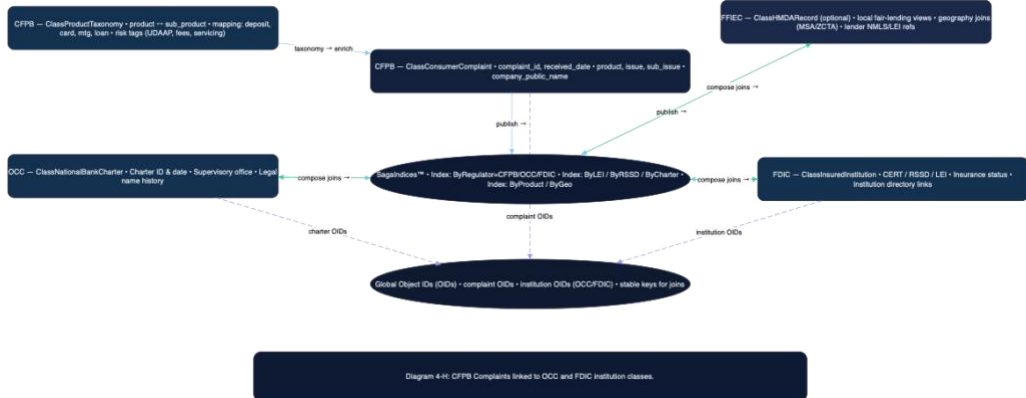 CFPB — ClassProductTaxonomy • product ↔ sub_product • mapping: deposit,
card, mtg, loan • risk tags (UDAAP, fees, servicing)
FFIEC — ClassHMDARecord (optional) • local fair-lending views • geography joins
(MSA/ZCTA) • lender NMLS/LEI refs
taxonomy → enrich
CFPB — ClassConsumerComplaint • complaint_id, received_date • product, issue, sub_issue •
company_public_name
compose joins →
publish →
OCC — ClassNationalBankCharter • Charter ID & date • Supervisory office • Legal
name history
compose joins →
SagaIndices™ • Index: ByRegulator=CFPB/OCC/FDIC • Index: ByLEI / ByRSSD / ByCharter •
Index: ByProduct / ByGeo
compose joins →
FDIC — ClassInsuredInstitution • CERT / RSSD / LEI • Insurance status •
Institution directory links
complaint OIDs
charter OIDs
institution OIDs
Global Object IDs (OIDs) • complaint OIDs • institution OIDs (OCC/FDIC) • stable keys for joins
Diagram 4-H: CFPB Complaints linked to OCC and FDIC institution classes.